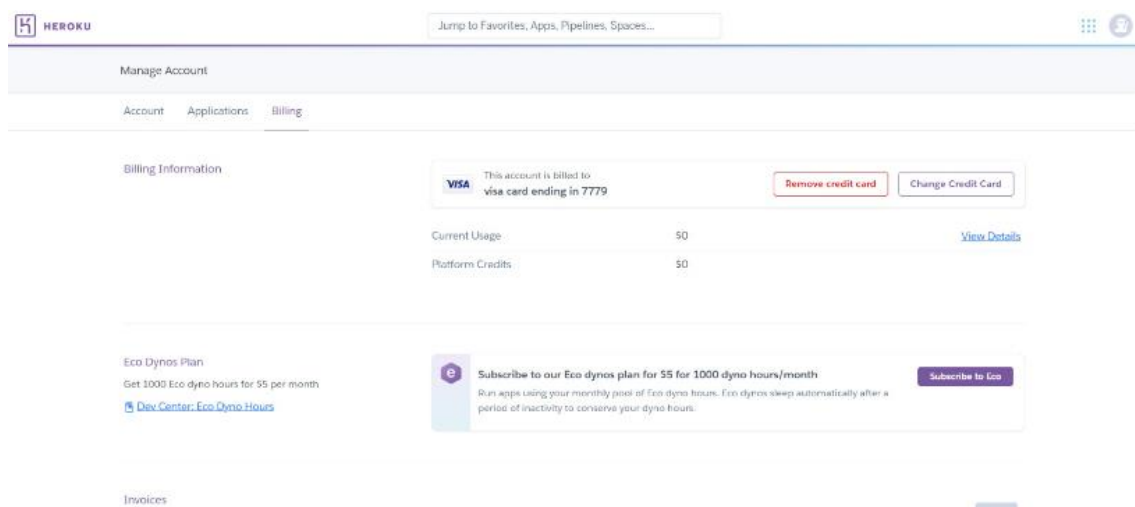 HEROKU
Jump to Favorites, Apps, Pipelines, Spaces...
Manage Account
Account Applications Billing
Billing Information
VISA
This account is billed to
visa card ending in 7779
Remove credit card
Change Credit Card
Current Usage $0 View Details
Platform Credits $0
Eco Dynos Plan
Get 1000 Eco dyno hours for $5 per month
Dev Center: Eco Dyno Hours
e
Subscribe to our Eco dynos plan for $5 for 1000 dyno hours/month
Run apps using your monthly pool of Eco dyno hours. Eco dynos sleep automatically after a
period of inactivity to conserve your dyno hours.
Subscribe to Eco
Invoices